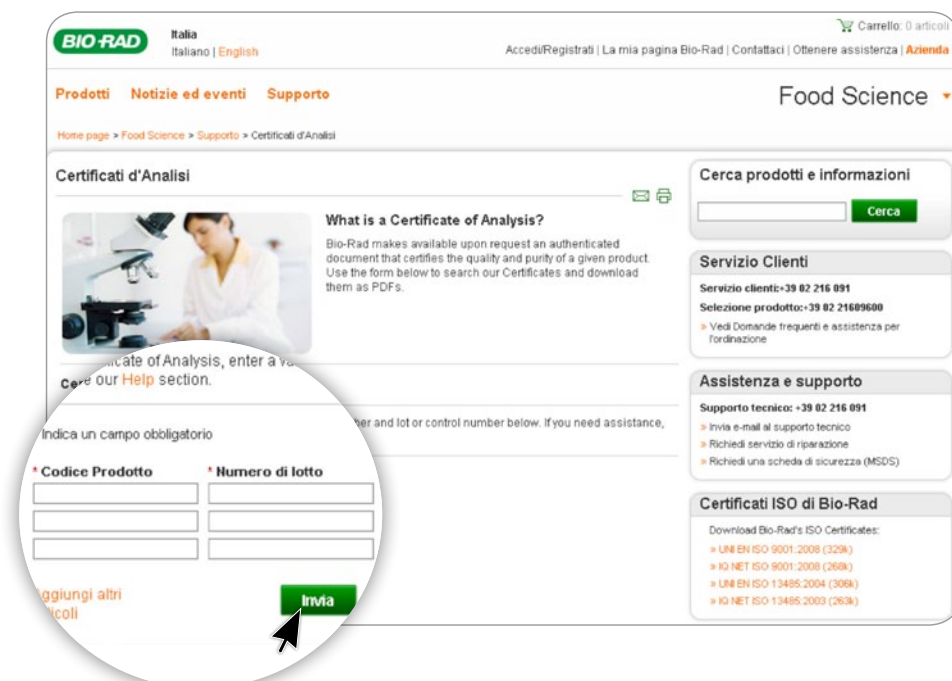 BIO-RAD
Italia
Italiano | English
Carrello: 0 articoli
Accedi/Registrati | La mia pagina Bio-Rad | Contattaci | Ottenere assistenza | Azienda
Prodotti Notizie ed eventi Supporto
Food Science
Home page > Food Science > Supporto > Certificati d'Analisi
Certificati d'Analisi
What is a Certificate of Analysis?
Bio-Rad makes available upon request an authenticated
document that certifies the quality and purity of a given product.
Use the form below to search our Certificates and download
them as PDFs.
of Analysis, enter a
our Help section.
and lot or control number below. If you need assistance,
Indica un campo obbligatorio
* Codice Prodotto * Numero di lotto
altri
Invia
Cerca prodotti e informazioni
Cerca
Servizio Clienti
Servizio clienti:+39 02 216 091
Selezione prodotto:+39 02 21609600
» Vedi Domande frequenti e assistenza per
l'ordinazione
Assistenza e supporto
Supporto tecnico: +39 02 216 091
» Invia e-mail al supporto tecnico
» Richiedi servizio di riparazione
» Richiedi una scheda di sicurezza (MSDS)
Certificati ISO di Bio-Rad
Download Bio-Rad's ISO Certificates:
» UNI EN ISO 9001:2008 (329k)
» IQ NET ISO 9001:2008 (268k)
» UNI EN ISO 13485:2004 (306k)
» IQ NET ISO 13485:2003 (263k)